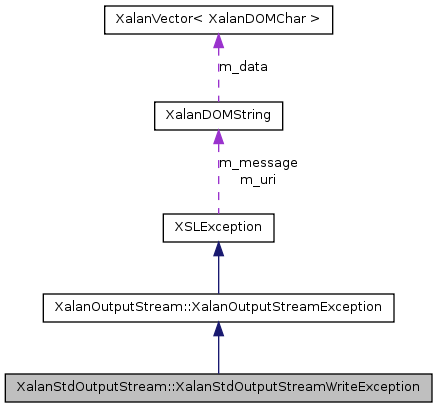 XalanVector< XalanDOMChar >
m_data
XalanDOMString
m_message
m_uri
XSLException
XalanOutputStream::XalanOutputStreamException
XalanStdOutputStream::XalanStdOutputStreamWriteException